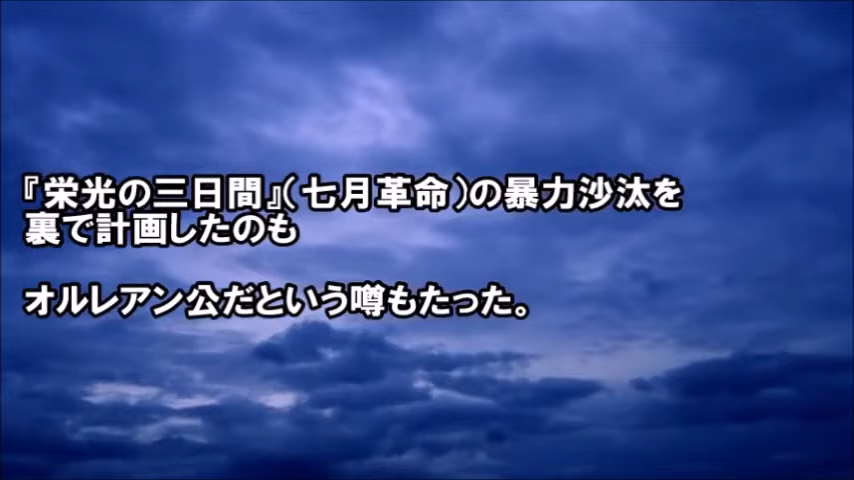 『栄光の三日間』(七月革命)の暴力沙汰を
裏で計画したのも
オルレアン公だという噂もたった。